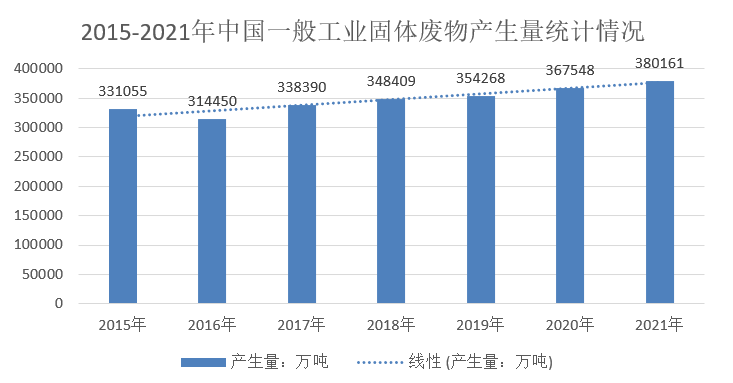 2015-2021年中国一般工业固体废物产生量统计情况
400000
350000
300000
250000
200000
150000
100000
50000
0
331055
314450
338390
348409
354268
367548
380161
2015年
2016年
2017年
2018年
2019年
2020年
2021年
产生量：万吨
线性 (产生量：万吨)